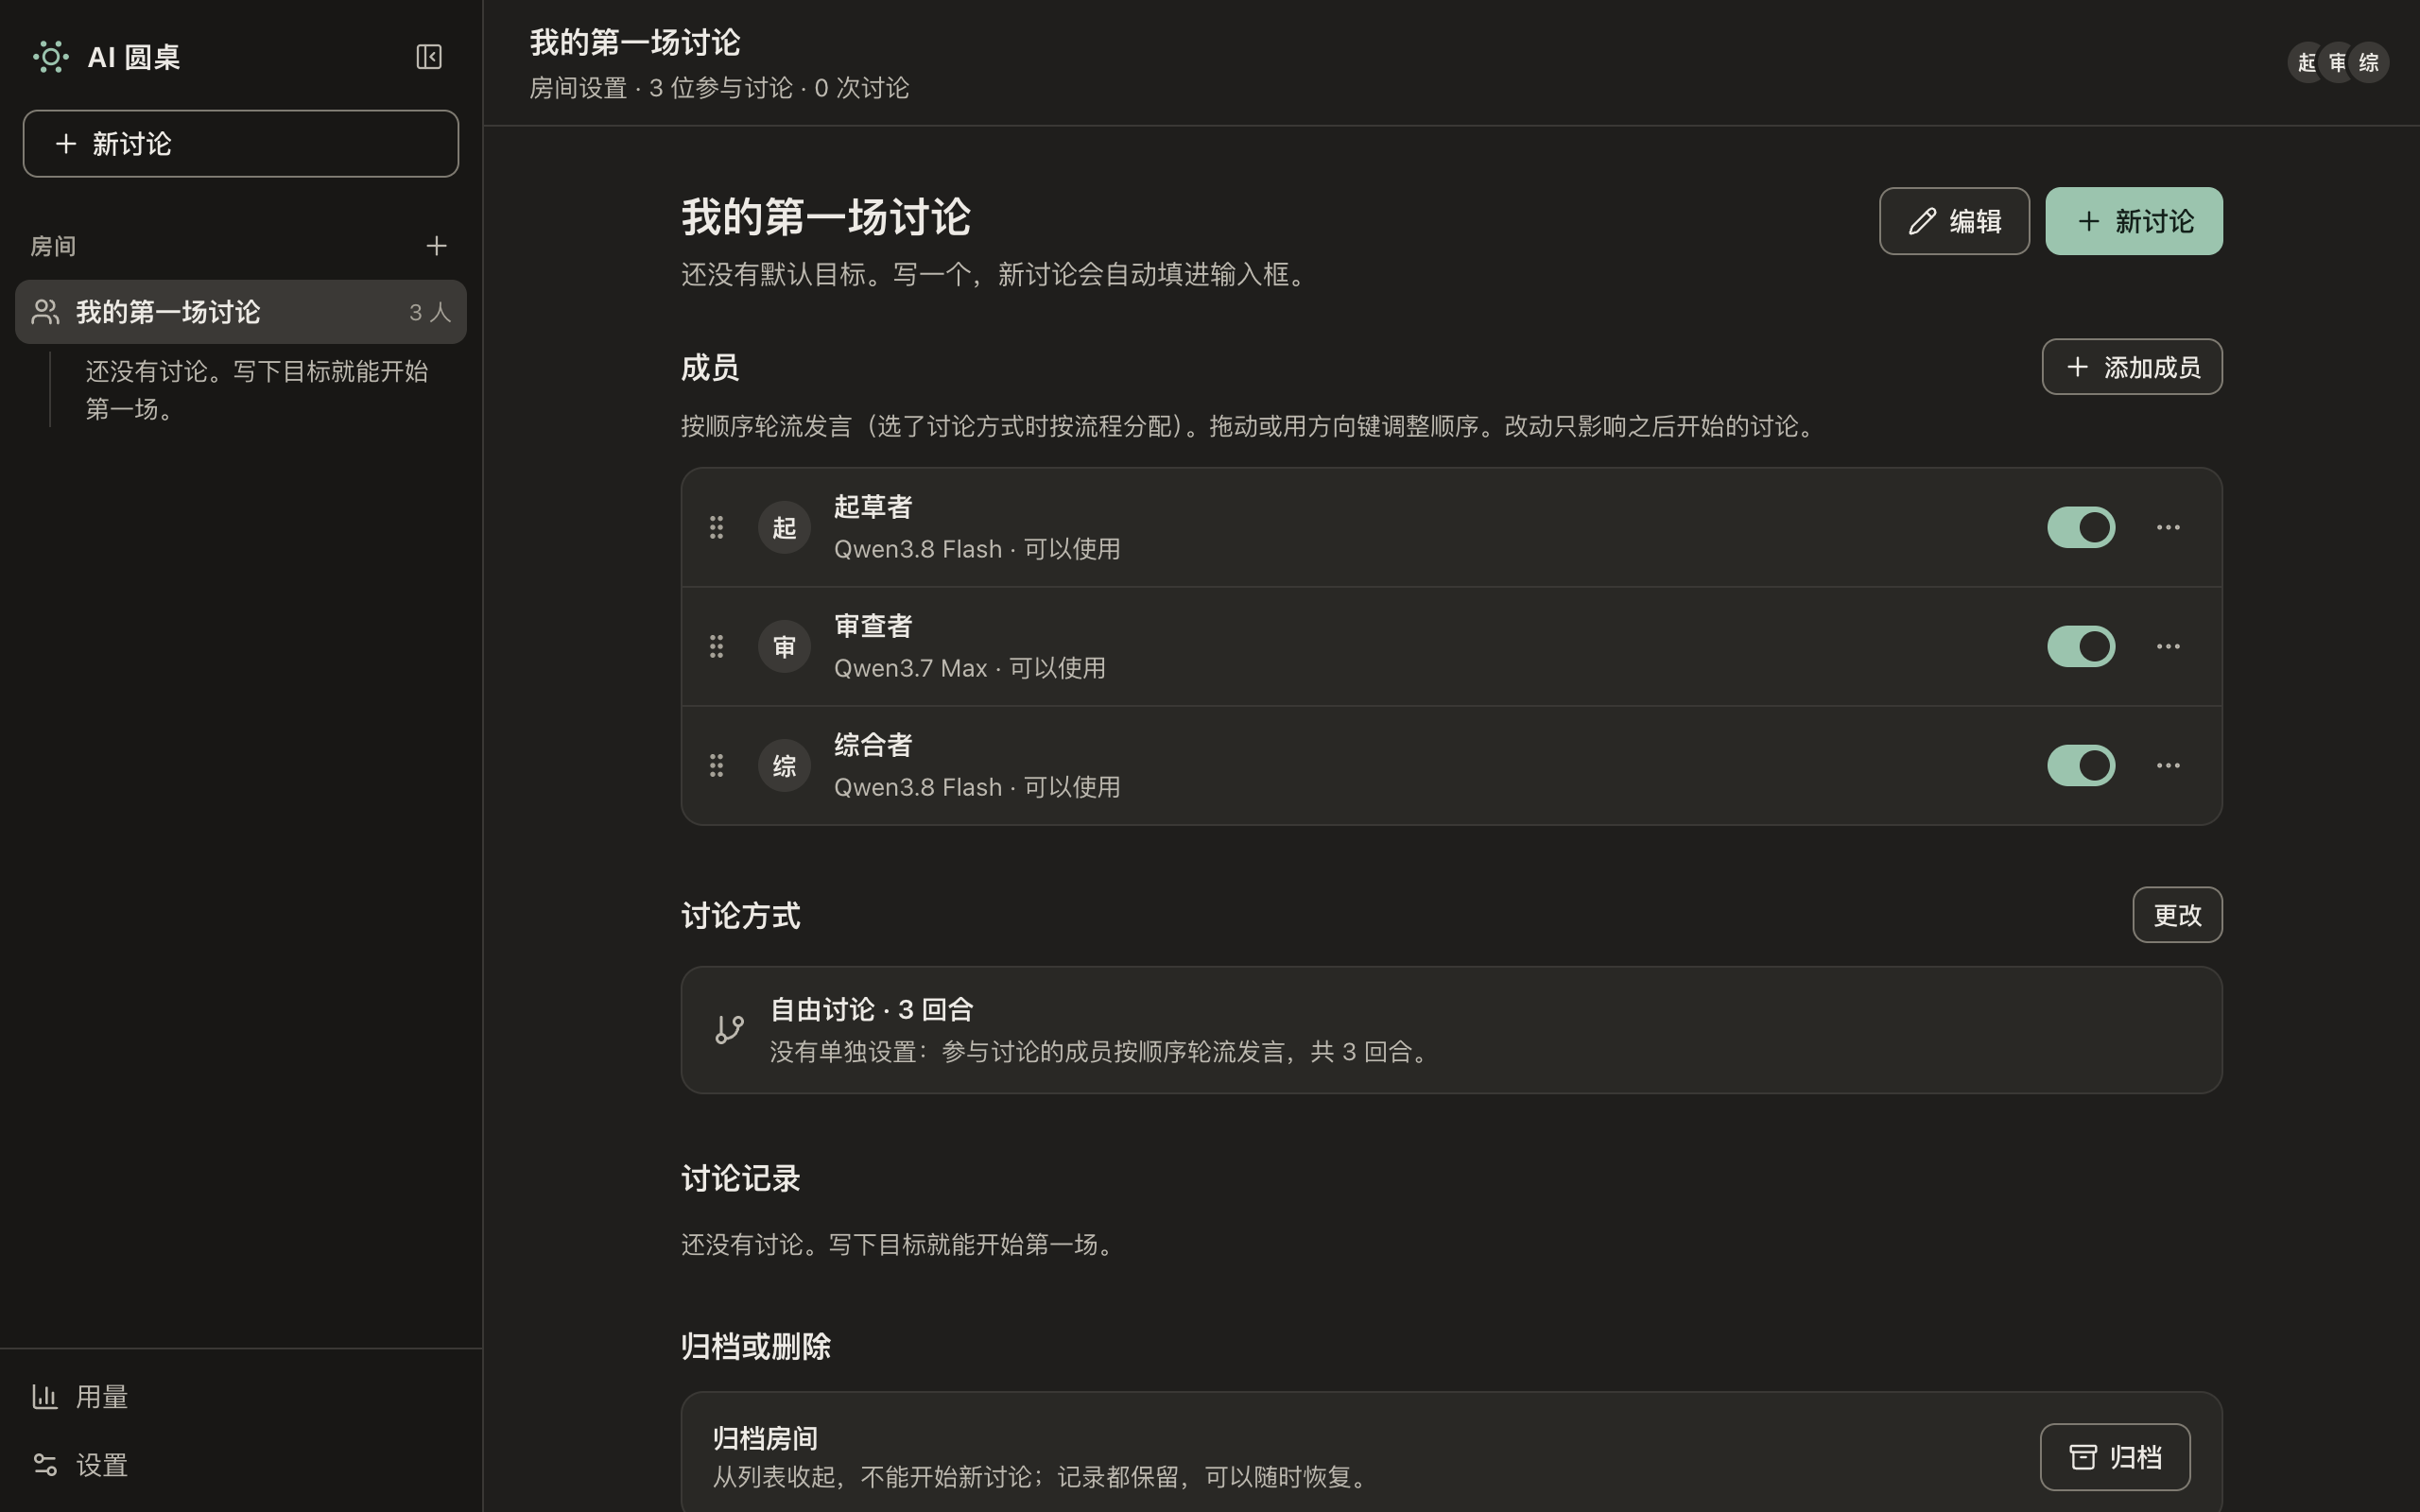 AI 圆桌
新讨论
房间
我的第一场讨论
3 人
还没有讨论。写下目标就能开始
第一场。
用量
设置
我的第一场讨论
房间设置 · 3 位参与讨论 · 0 次讨论
起 审 综
我的第一场讨论
还没有默认目标。写一个，新讨论会自动填进输入框。
编辑
新讨论
成员
添加成员
按顺序轮流发言（选了讨论方式时按流程分配）。拖动或用方向键调整顺序。改动只影响之后开始的讨论。
起
起草者
Qwen3.8 Flash · 可以使用
审
审查者
Qwen3.7 Max · 可以使用
综
综合者
Qwen3.8 Flash · 可以使用
讨论方式
更改
自由讨论 · 3 回合
没有单独设置：参与讨论的成员按顺序轮流发言，共 3 回合。
讨论记录
还没有讨论。写下目标就能开始第一场。
归档或删除
归档房间
从列表收起，不能开始新讨论；记录都保留，可以随时恢复。
归档